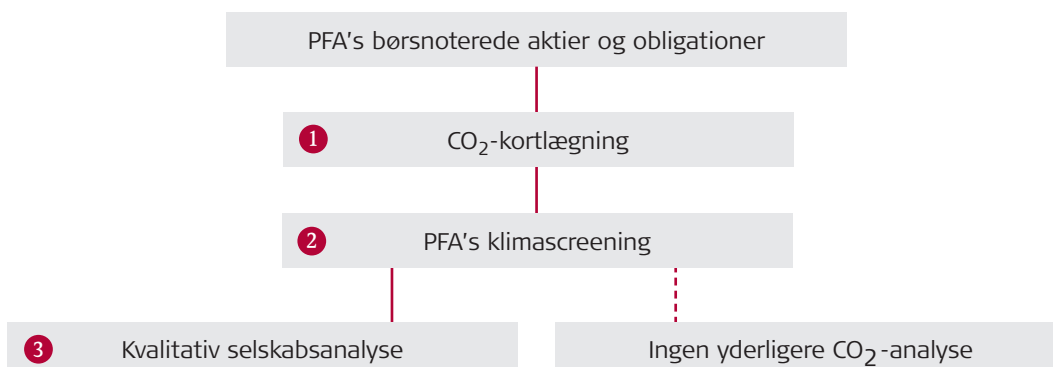 PFA's børsnoterede aktier og obligationer
1 CO₂-kortlægning
2 PFA's klimascreening
3 Kvalitativ selskabsanalyse
Ingen yderligere CO₂-analyse